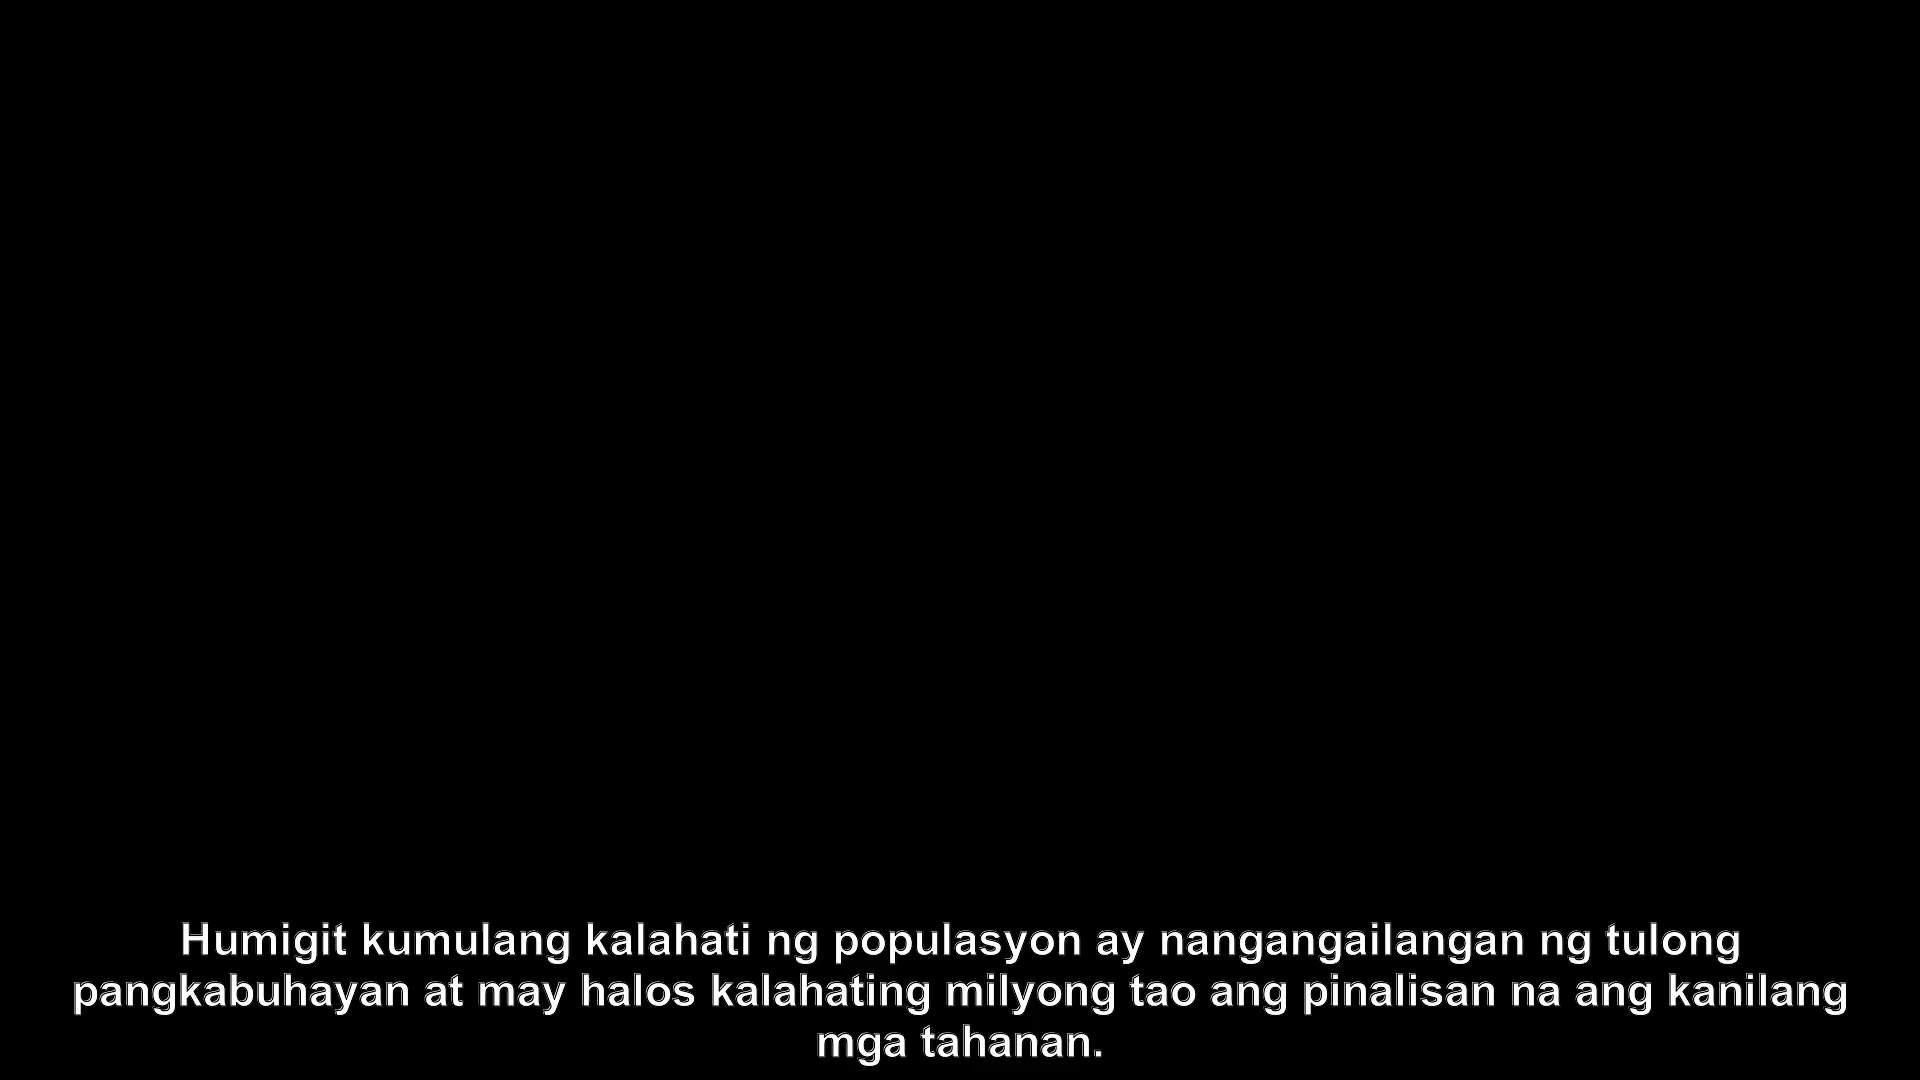 Humigit kumulang kalahati ng populasyon ay nangangailangan ng tulong
pangkabuhayan at may halos kalahating milyong tao ang pinalisan na ang kanilang
mga tahanan.